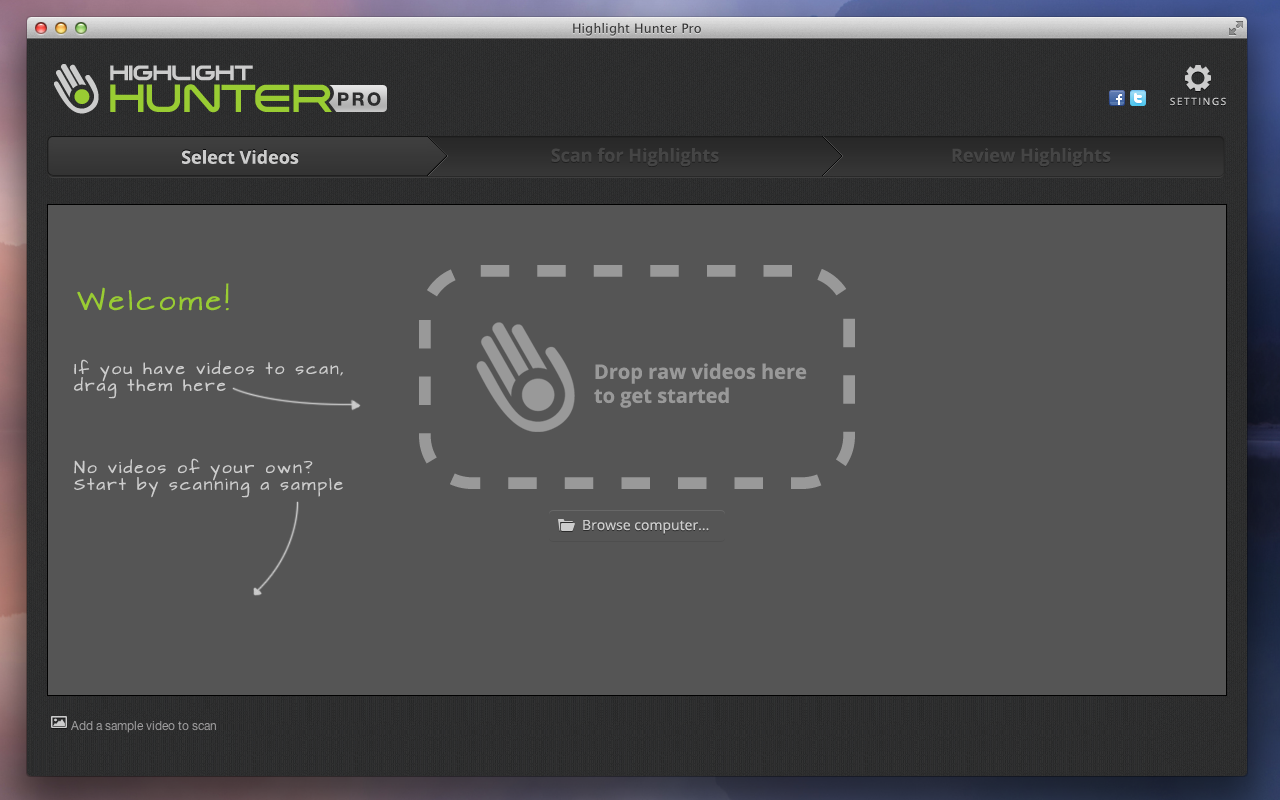 Highlight Hunter Pro
HIGHLIGHT
HUNTER PRO
f t
SETTINGS
Select Videos
Scan for Highlights
Review Highlights
Welcome!
If you have videos to scan,
drag them here
Drop raw videos here
to get started
No videos of your own?
Start by scanning a sample
Browse computer...
Add a sample video to scan